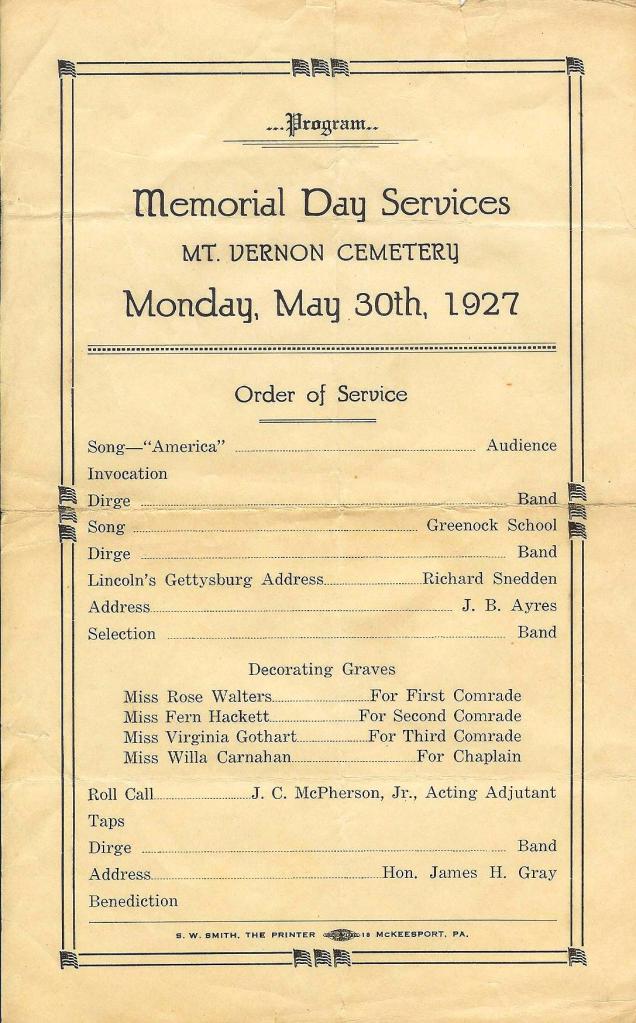 ...Program..
Memorial Day Services
MT. VERNON CEMETERY
Monday, May 30th, 1927
Order of Service
Song—"America" Audience
Invocation
Dirge Band
Song Greenock School
Dirge Band
Lincoln's Gettysburg Address Richard Snedden
Address J. B. Ayres
Selection Band
Decorating Graves
Miss Rose Walters For First Comrade
Miss Fern Hackett For Second Comrade
Miss Virginia Gothart For Third Comrade
Miss Willa Carnahan For Chaplain
Roll Call J. C. McPherson, Jr., Acting Adjutant
Taps
Dirge Band
Address Hon. James H. Gray
Benediction
S. W. SMITH, THE PRINTER 18 McKEESPORT, PA.